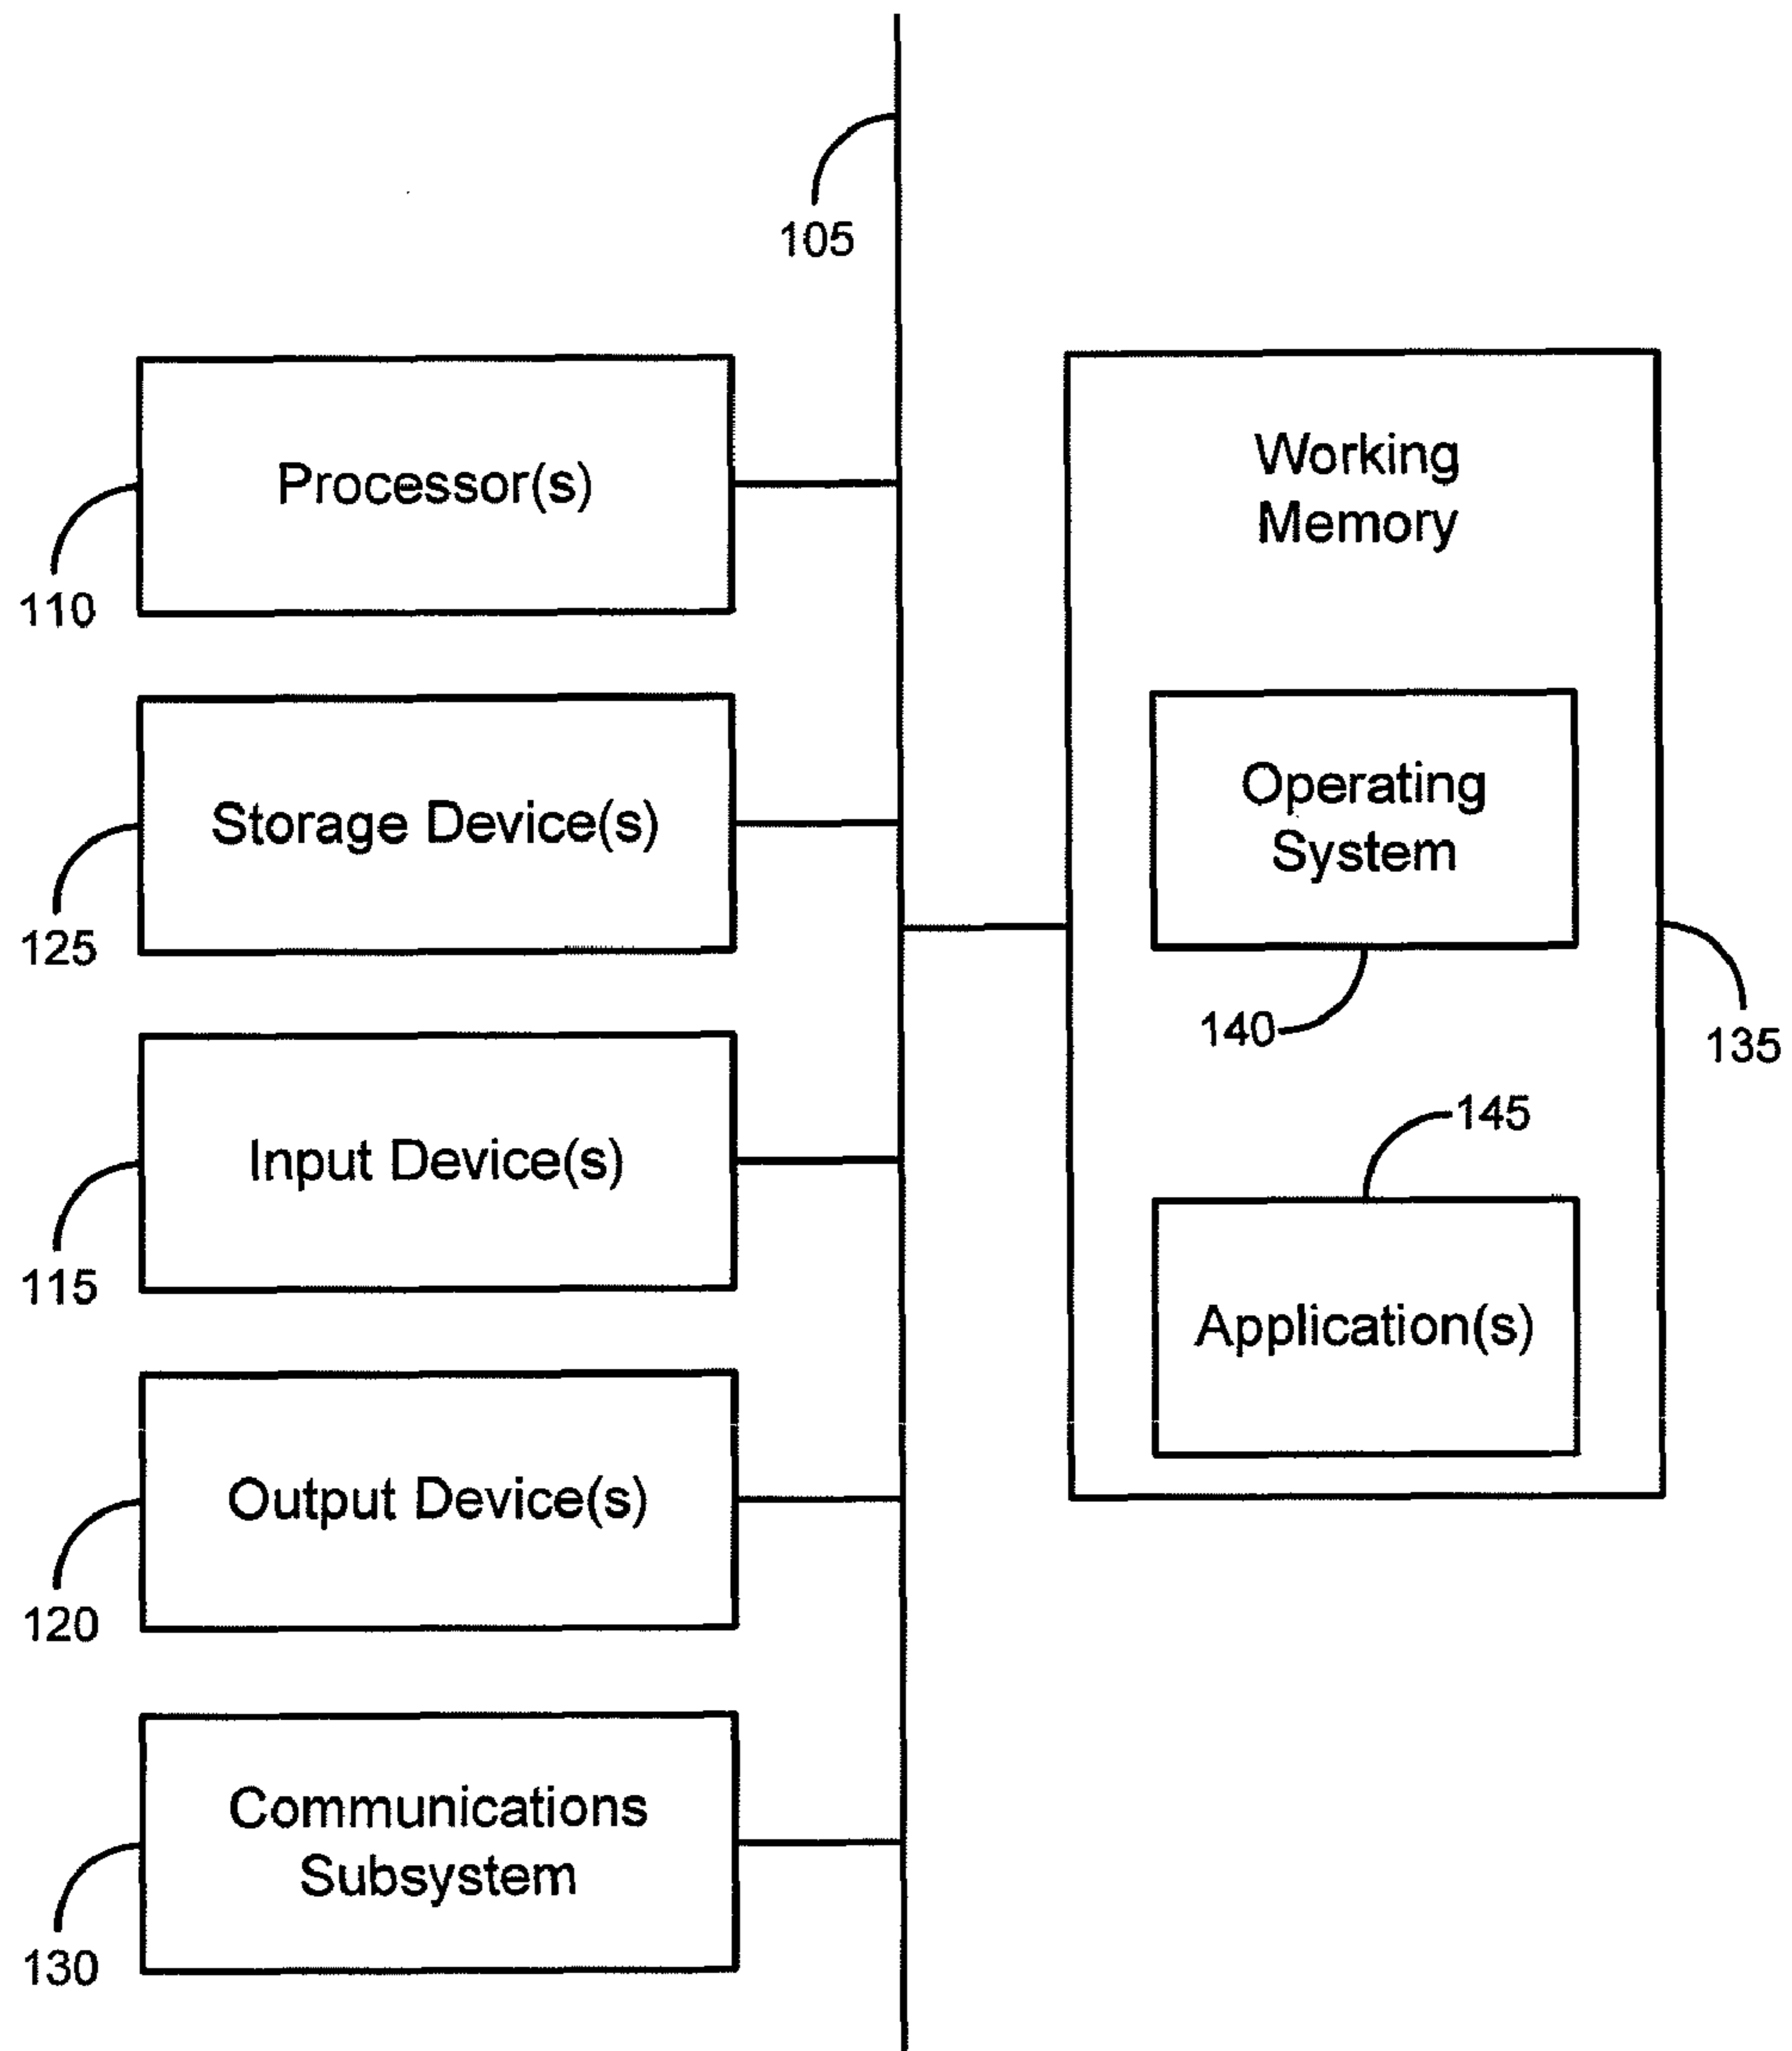 105
Processor(s)
110
Storage Device(s)
125
Input Device(s)
115
Output Device(s)
120
Communications
Subsystem
130
Working
Memory
Operating
System
140
135
145
Application(s)